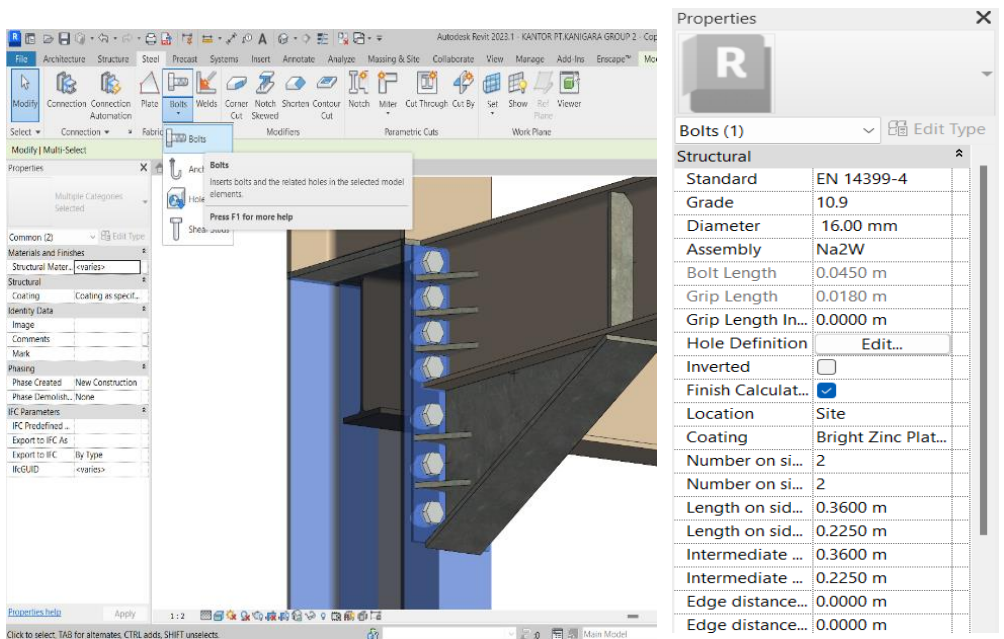 Autodesk Revit 2023.1 - KANTOR PT.KANIGARA GROUP 2 - Cop
File Architecture Structure Steel Precast Systems Insert Annotate Analyze Massing & Site Collaborate View Manage Add-Ins Enscape™ Mo
Modify Connection Connection Automation Plate Bolts Welds Corner Cut Notch Skewed Shorten Contour Cut Notch Miter Cut Through Cut By Set Show Ref Plane Viewer
Select Connection Fabric Modifiers Parametric Cuts Work Plane
Modify | Multi-Select
Bolts
Properties X
Anc
Bolts
Inserts bolts and the related holes in the selected model
elements.
Hole
Press F1 for more help
Shear Studs
Multiple Categories
Selected
Common (2) Edit Type
Materials and Finishes
Structural Mater... <varies>
Structural
Coating Coating as specif...
Identity Data
Image
Comments
Mark
Phasing
Phase Created New Construction
Phase Demolish... None
IFC Parameters
IFC Predefined ...
Export to IFC As
Export to IFC By Type
IfcGUID <varies>
Properties help Apply
1 : 2
Click to select, TAB for alternates, CTRL adds, SHIFT unselects. :0 Main Model
Properties
R
Bolts (1) Edit Type
Structural
Standard EN 14399-4
Grade 10.9
Diameter 16.00 mm
Assembly Na2W
Bolt Length 0.0450 m
Grip Length 0.0180 m
Grip Length In... 0.0000 m
Hole Definition Edit...
Inverted
Finish Calculat...
Location Site
Coating Bright Zinc Plat...
Number on si... 2
Number on si... 2
Length on sid... 0.3600 m
Length on sid... 0.2250 m
Intermediate ... 0.3600 m
Intermediate ... 0.2250 m
Edge distance... 0.0000 m
Edge distance... 0.0000 m